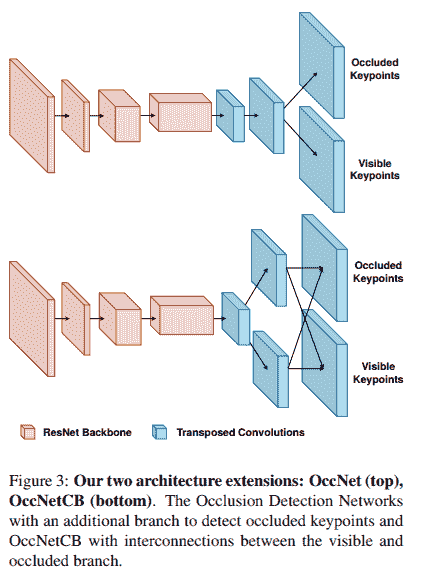 Occluded
Keypoints
Visible
Keypoints
Occluded
Keypoints
Visible
Keypoints
ResNet Backbone
Transposed Convolutions
Figure 3: Our two architecture extensions: OccNet (top),
OccNetCB (bottom). The Occlusion Detection Networks
with an additional branch to detect occluded keypoints and
OccNetCB with interconnections between the visible and
occluded branch.